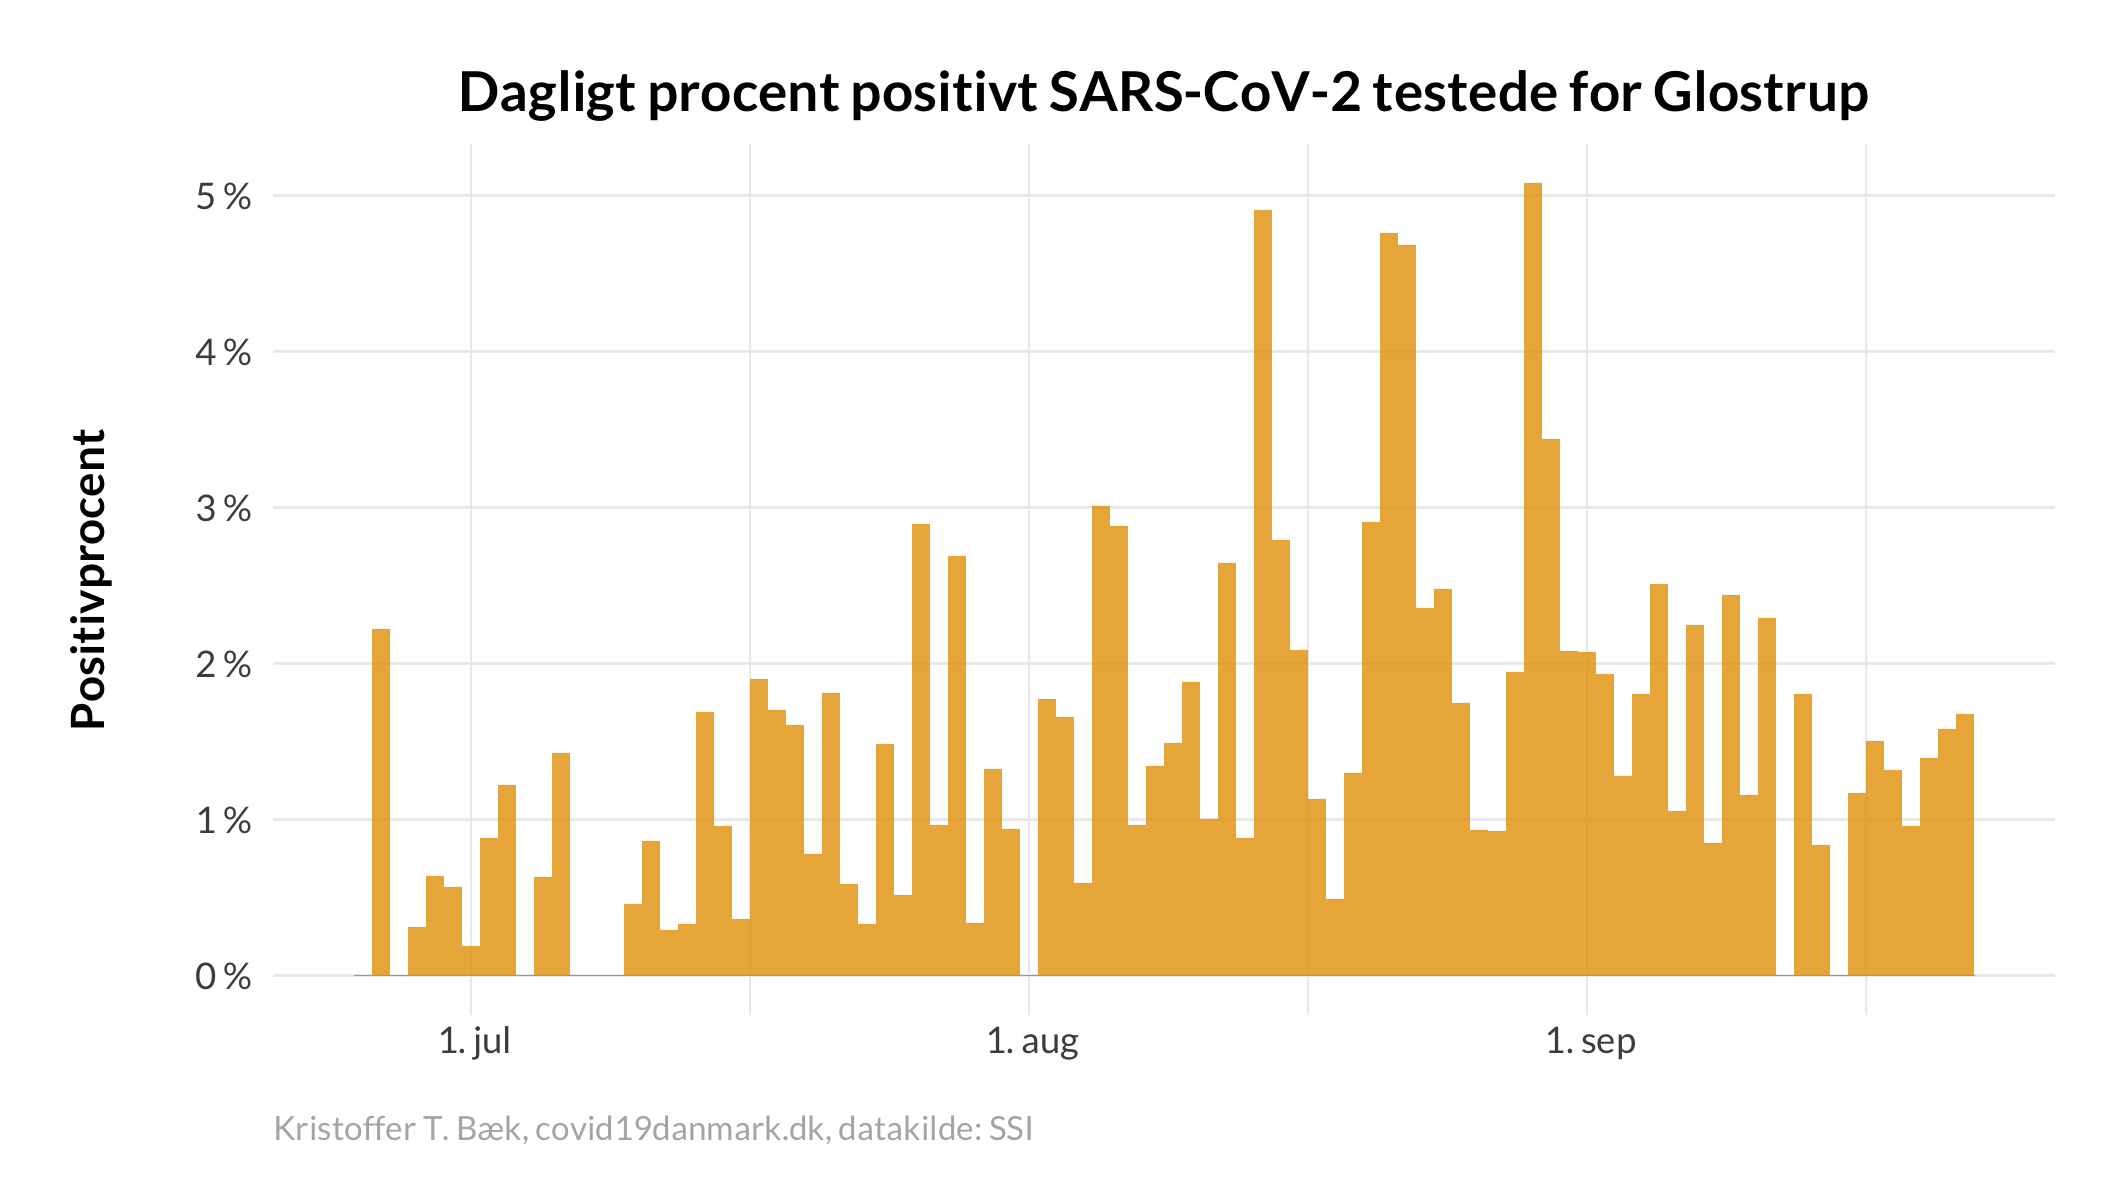 Dagligt procent positivt SARS-CoV-2 testede for Glostrup
Positivprocent
5 %
4 %
3 %
2 %
1 %
0 %
1. jul
1. aug
1. sep
Kristoffer T. Bæk, covid19danmark.dk, datakilde: SSI